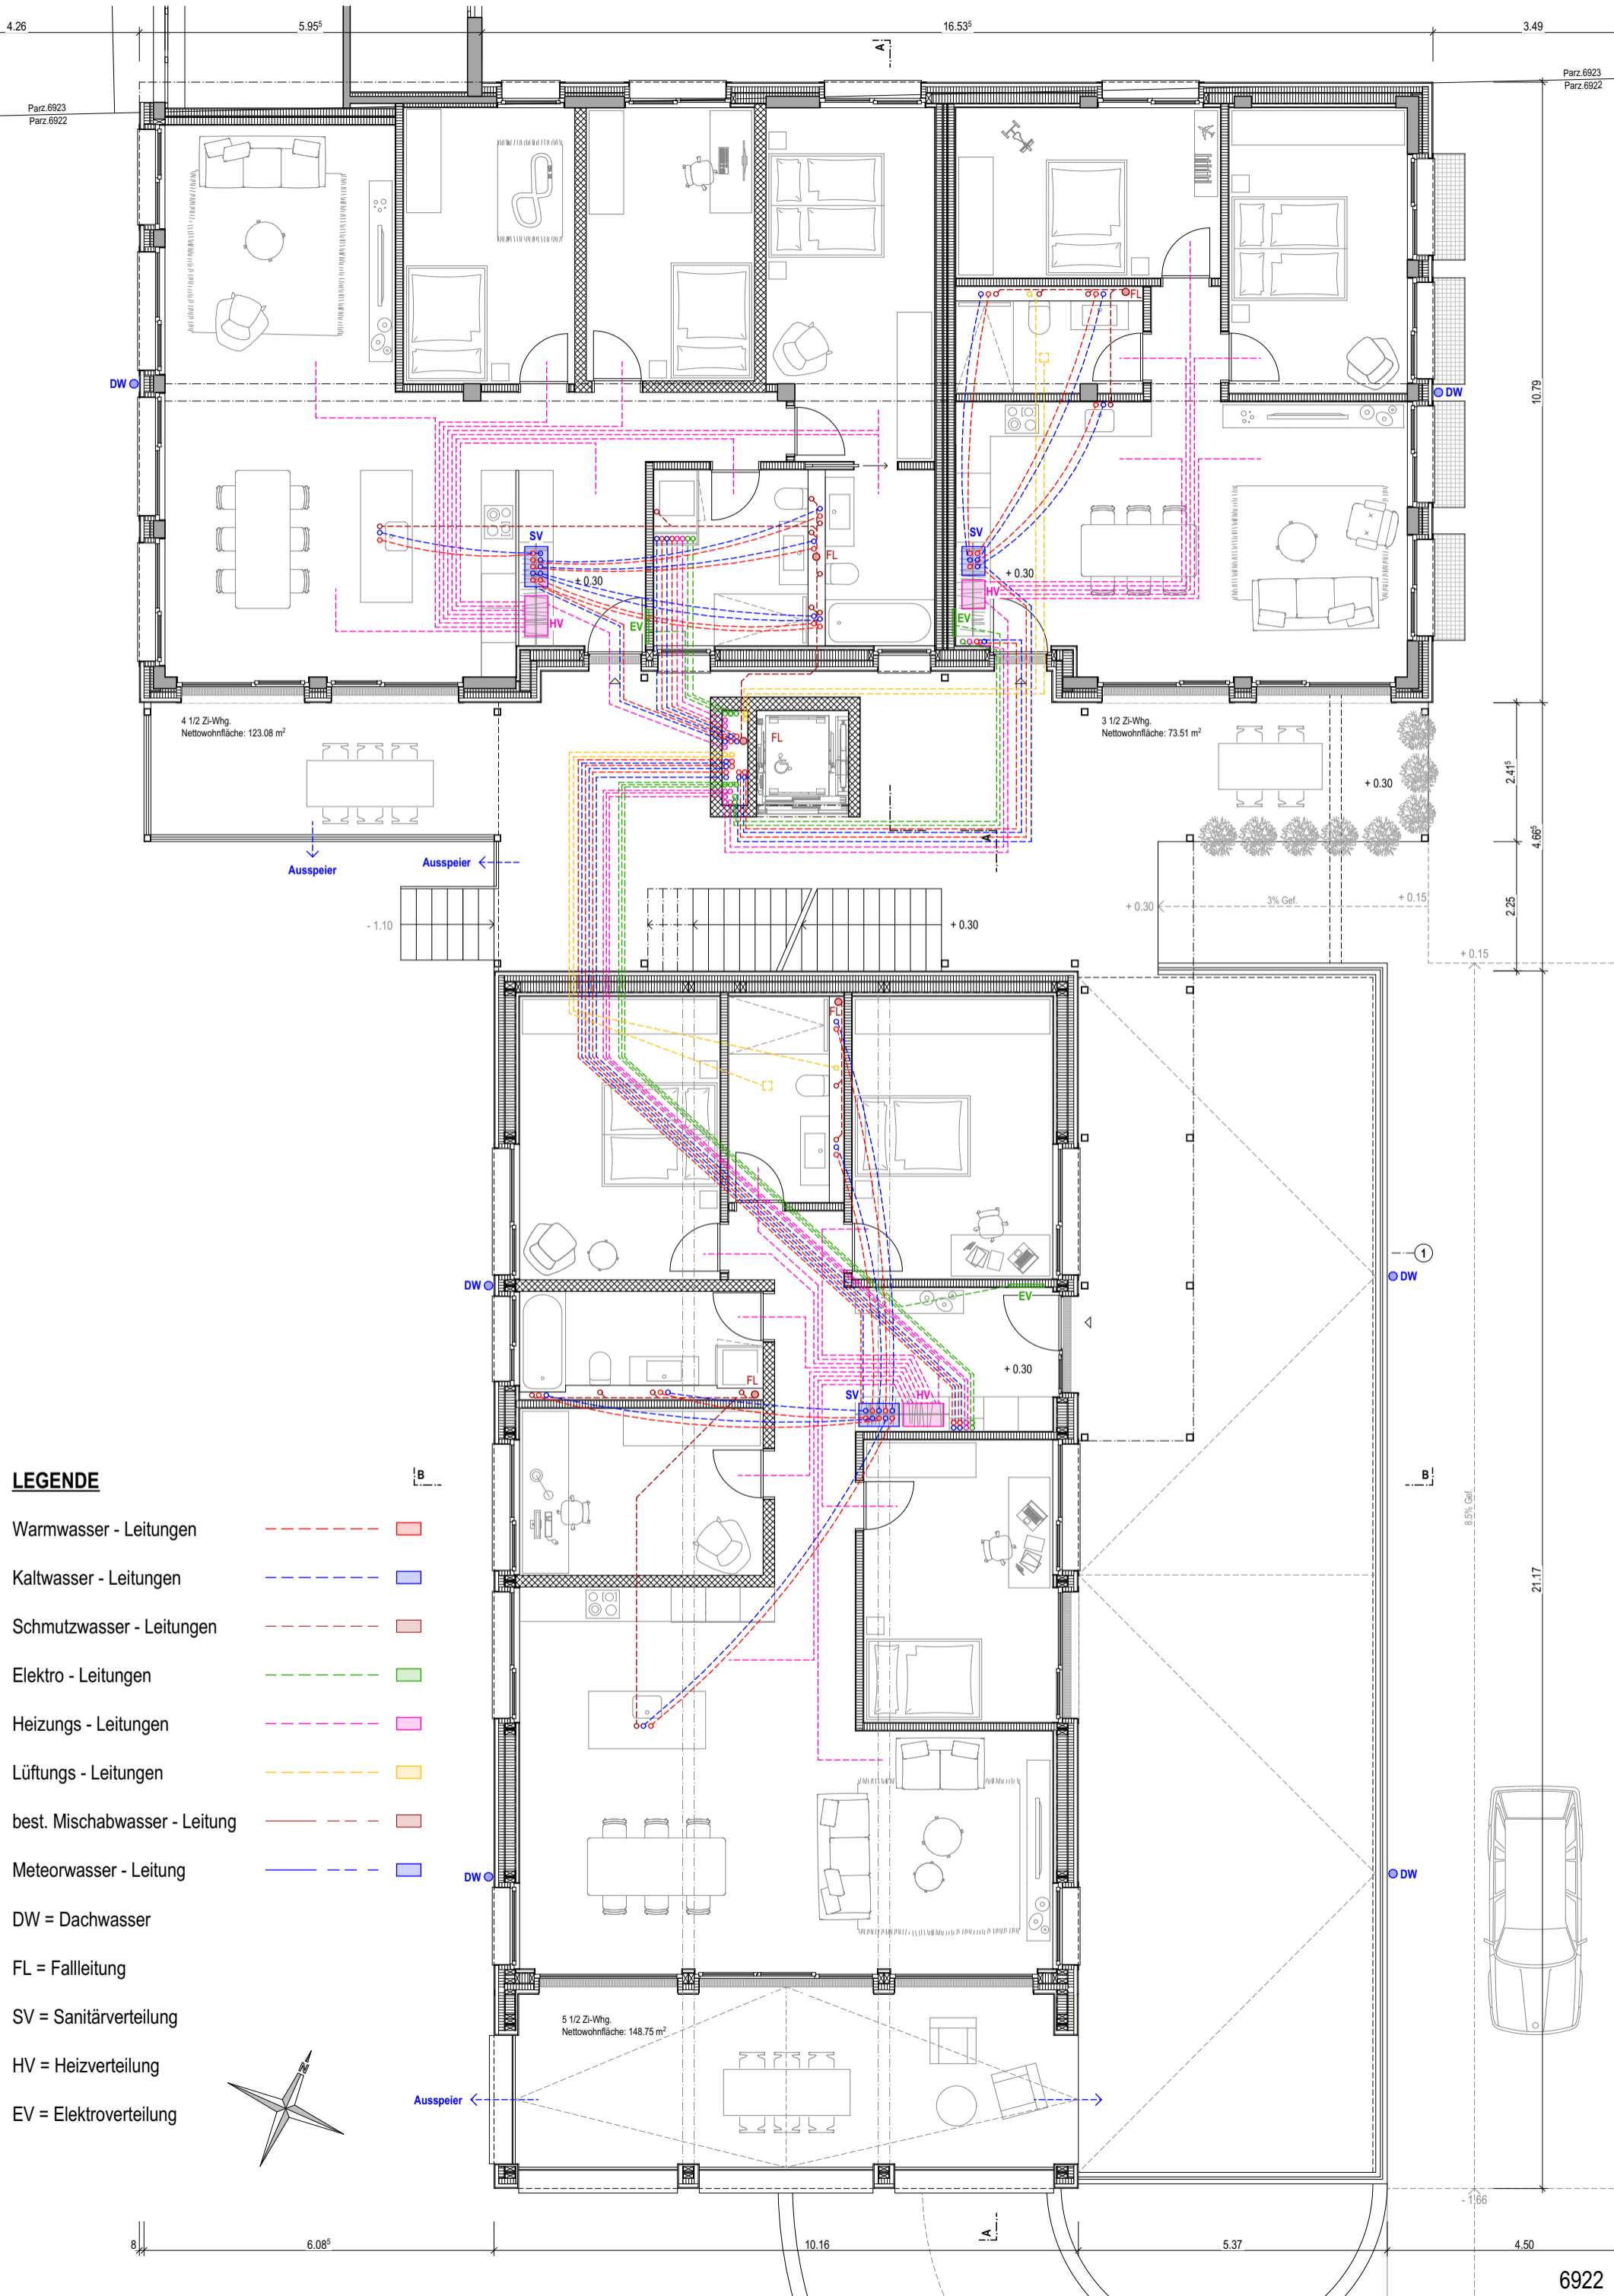 4.26
5.95⁵
16.53⁵
3.49
A
Parz.6923
Parz.6922
Parz.6923
Parz.6922
FL
DW
DW
10.79
SV
SV
FL
+ 0.30
+ 0.30
HV
HV
EV
EV
4 1/2 Zi-Whg.
Nettowohnfläche: 123.08 m²
FL
3 1/2 Zi-Whg.
Nettowohnfläche: 73.51 m²
+ 0.30
2.41⁵
4.66⁵
A
Ausspeier
Ausspeier
- 1.10
+ 0.30
+ 0.30
3% Gef.
+ 0.15
2.25
+ 0.15
FL
1
DW
DW
EV
+ 0.30
FL
SV
HV
B
B
8.5% Gef.
21.17
LEGENDE
Warmwasser - Leitungen
Kaltwasser - Leitungen
Schmutzwasser - Leitungen
Elektro - Leitungen
Heizungs - Leitungen
Lüftungs - Leitungen
best. Mischabwasser - Leitung
Meteorwasser - Leitung
DW = Dachwasser
FL = Fallleitung
SV = Sanitärverteilung
HV = Heizverteilung
EV = Elektroverteilung
N
DW
DW
5 1/2 Zi-Whg.
Nettowohnfläche: 148.75 m²
Ausspeier
- 1.66
A
8
6.08⁵
10.16
5.37
4.50
6922